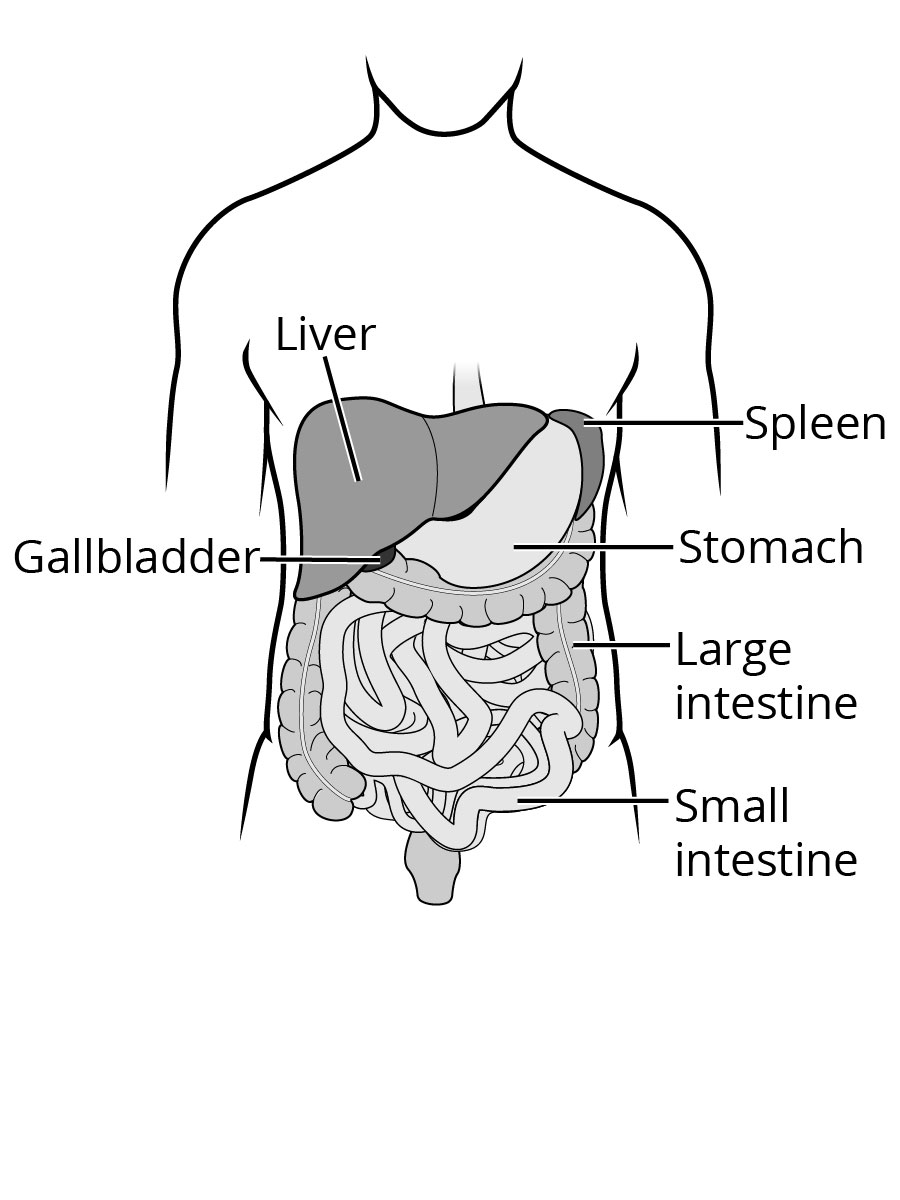 Liver
Spleen
Gallbladder
Stomach
Large
intestine
Small
intestine